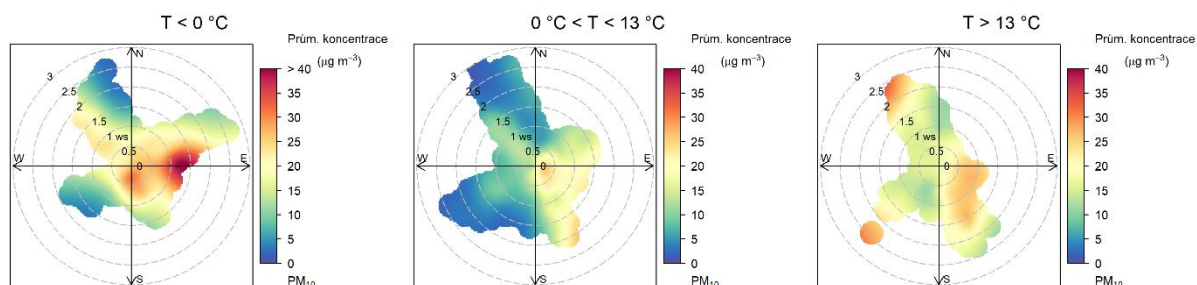 T < 0 °C
Prům. koncentrace
(µg m⁻³)
N
3
2.5
2
1.5
1 ws
0.5
0
W
E
S
> 40
35
30
25
20
15
10
5
0
PM₁₀
0 °C < T < 13 °C
Prům. koncentrace
(µg m⁻³)
N
3
2.5
2
1.5
1 ws
0.5
0
W
E
S
40
35
30
25
20
15
10
5
0
PM₁₀
T > 13 °C
Prům. koncentrace
(µg m⁻³)
N
3
2.5
2
1.5
1 ws
0.5
0
W
E
S
40
35
30
25
20
15
10
5
0
PM₁₀